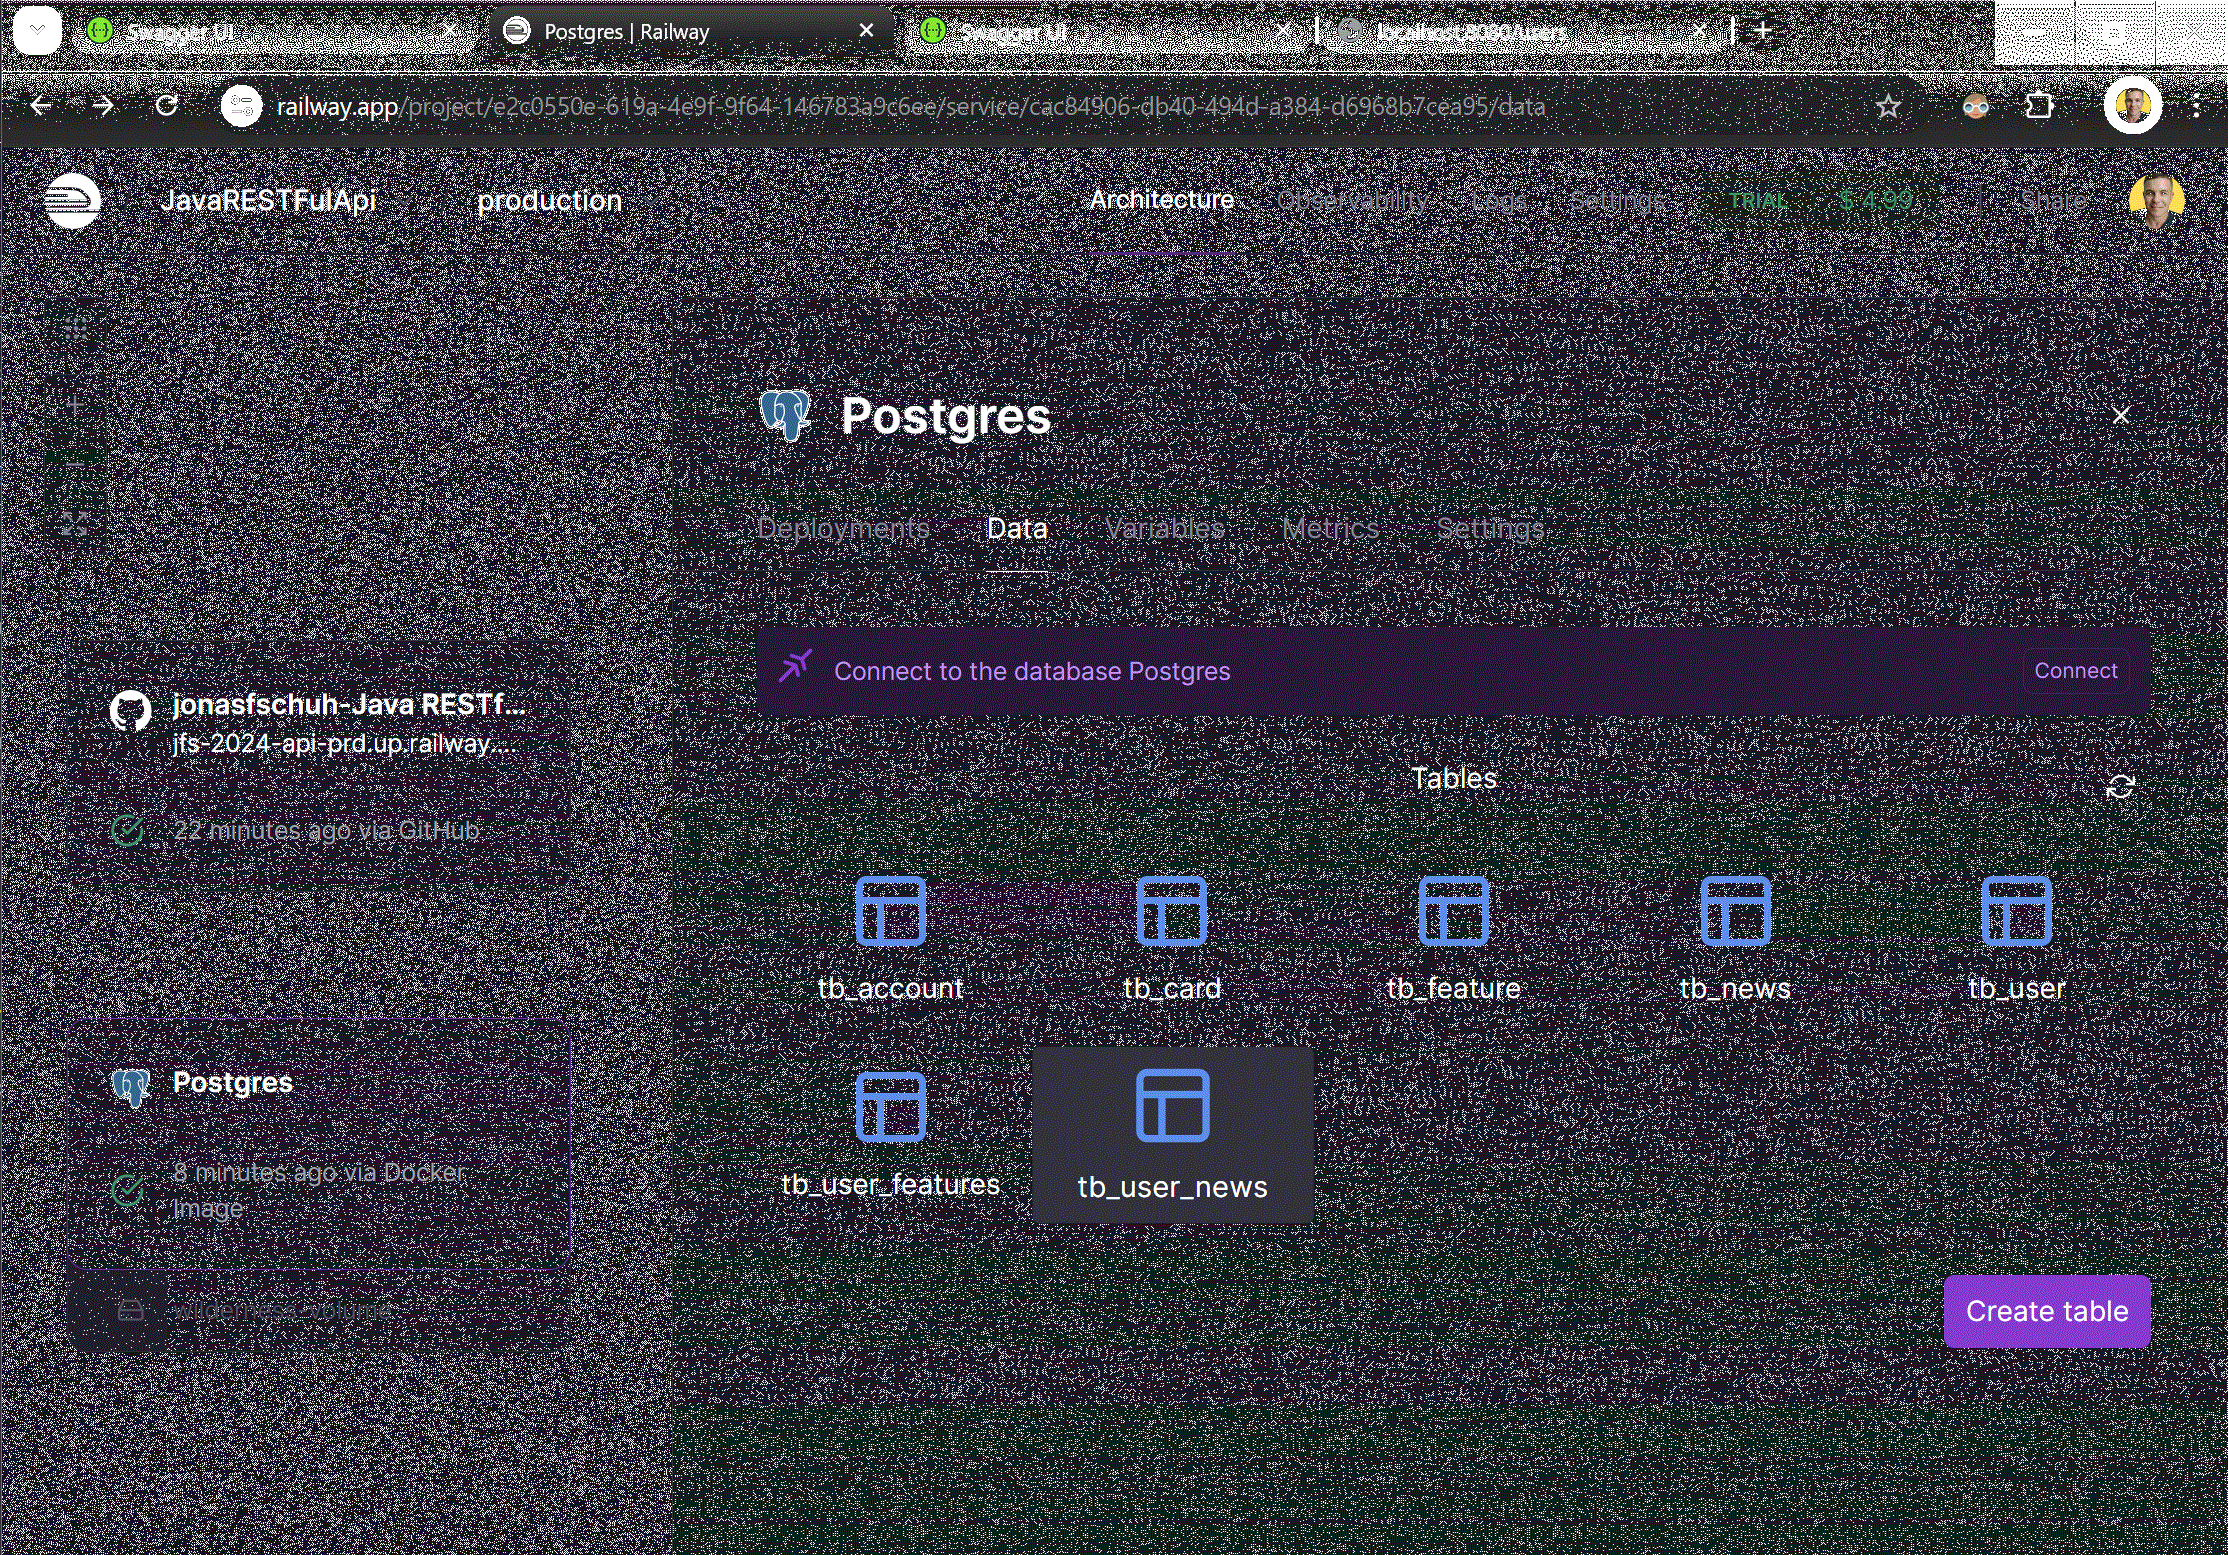 Swagger UI
Postgres | Railway
Swagger UI
localhost:8080/users
railway.app/project/e2c0550e-619a-4e9f-9f64-146783a9c6ee/service/cac84906-db40-494d-a384-d6968b7cea95/data
JavaRESTFulApi
production
Architecture
Observability
Logs
Settings
TRIAL
$ 4.99
Share
Postgres
Deployments
Data
Variables
Metrics
Settings
Connect to the database Postgres
Connect
jonasfschuh-Java RESTf...
jfs-2024-api-prd.up.railway....
22 minutes ago via GitHub
Tables
tb_account
tb_card
tb_feature
tb_news
tb_user
Postgres
8 minutes ago via Docker
Image
tb_user_features
tb_user_news
wilderness-volume
Create table